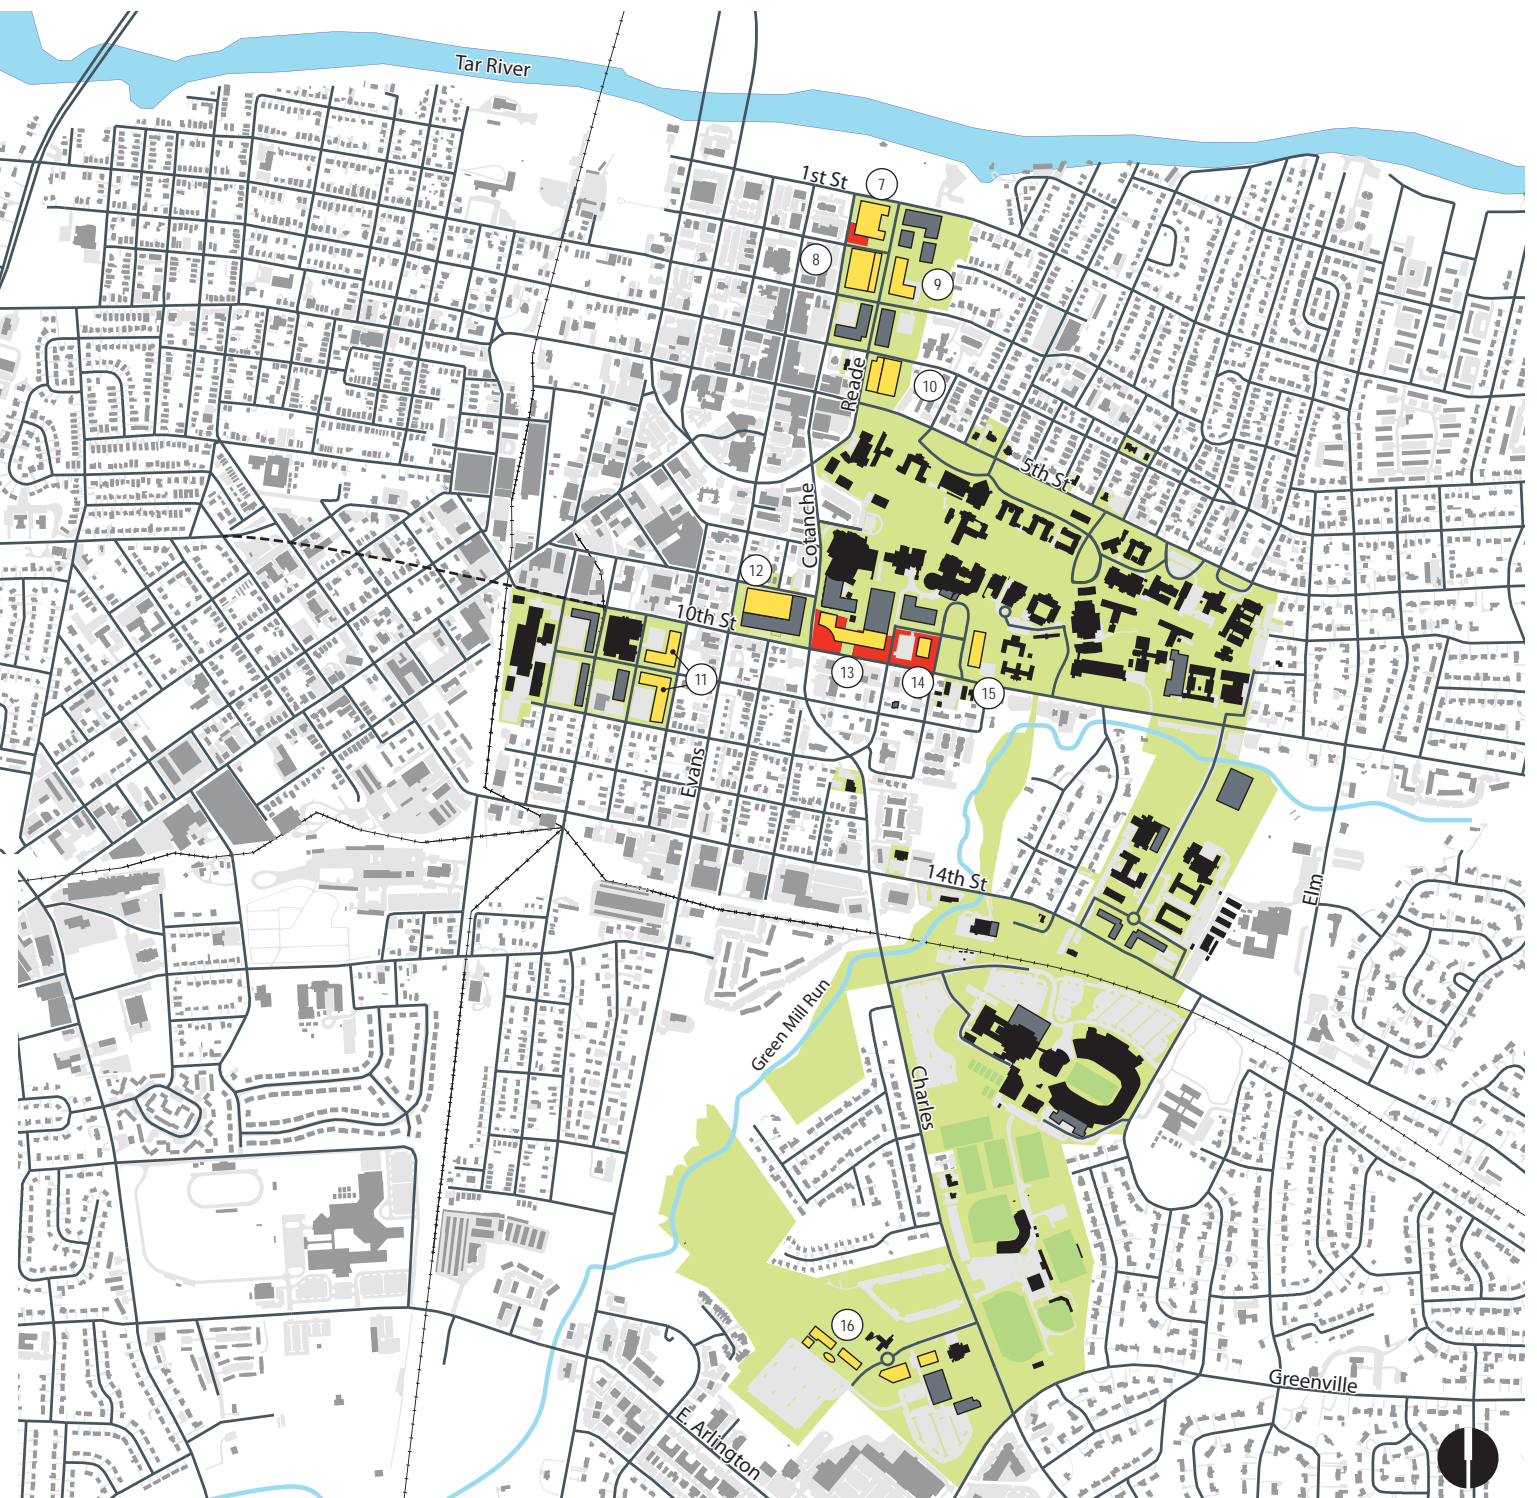 Tar River
1st St
7
8
9
Reade
10
5th St
Cotanche
12
10th St
11
13
14
15
Evans
14th St
Elm
Green Mill Run
Charles
16
Greenville
E. Arlington